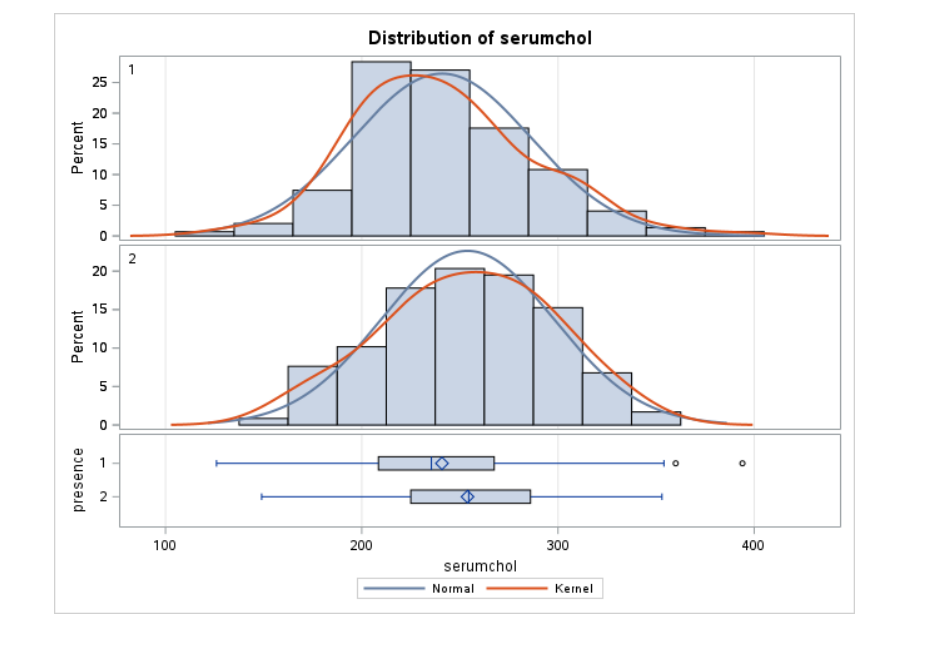 Distribution of serumchol
1
25
20
15
10
5
0
Percent
2
20
15
10
5
0
Percent
presence
1
2
100 200 300 400
serumchol
Normal Kernel